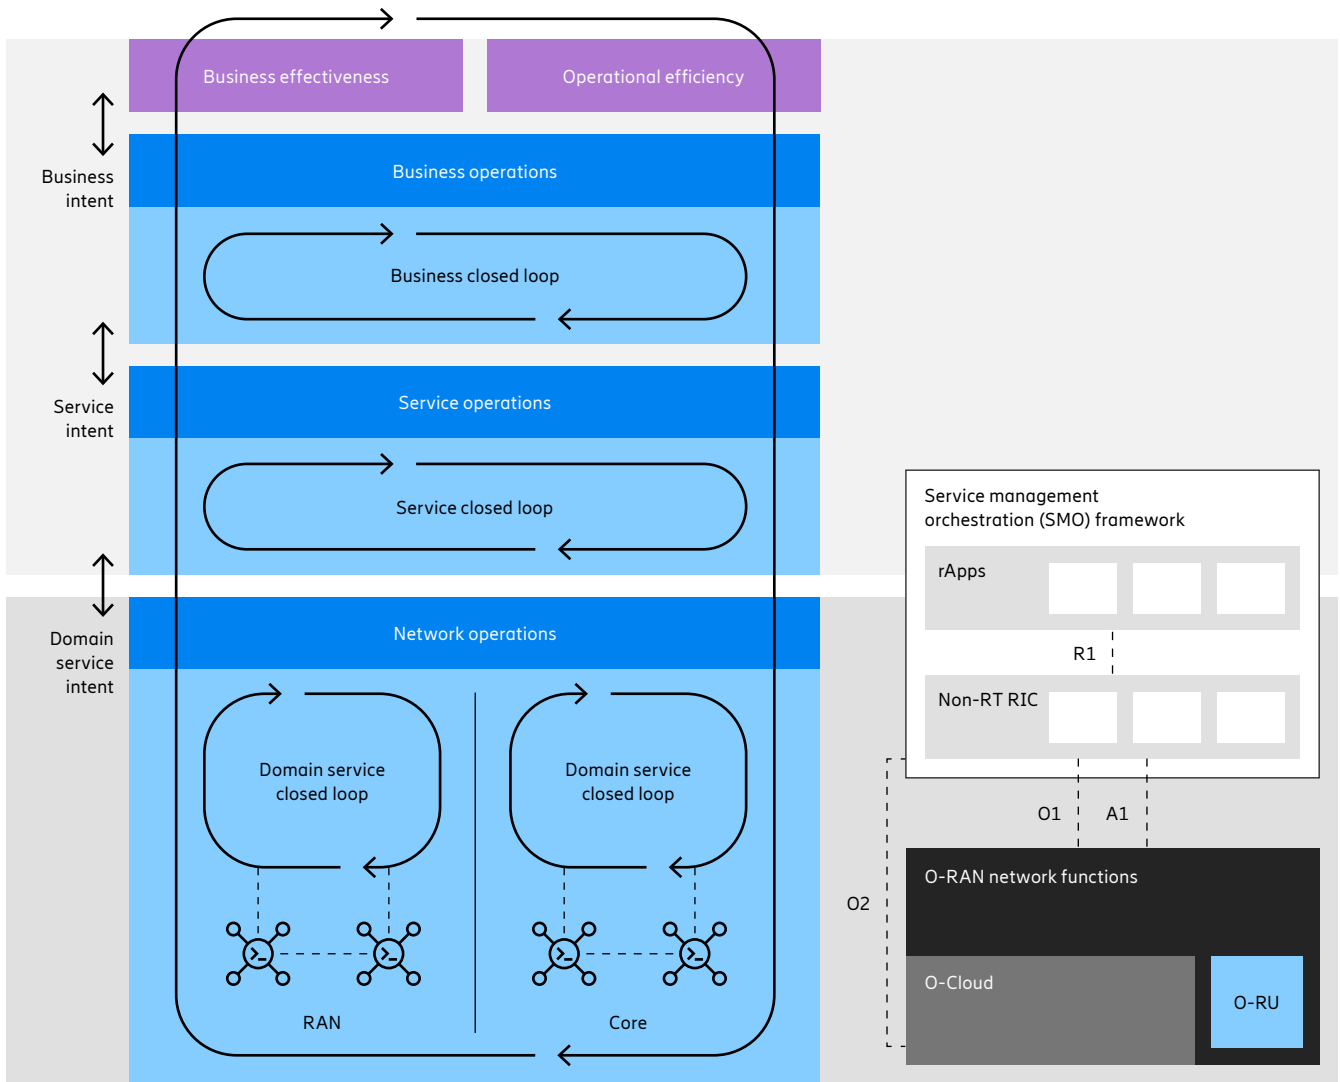 Business effectiveness
Operational efficiency
Business
intent
Business operations
Business closed loop
Service
intent
Service operations
Service closed loop
Domain
service
intent
Network operations
Domain service
closed loop
Domain service
closed loop
RAN
Core
Service management
orchestration (SMO) framework
rApps
R1
Non-RT RIC
O1
A1
O2
O-RAN network functions
O-Cloud
O-RU